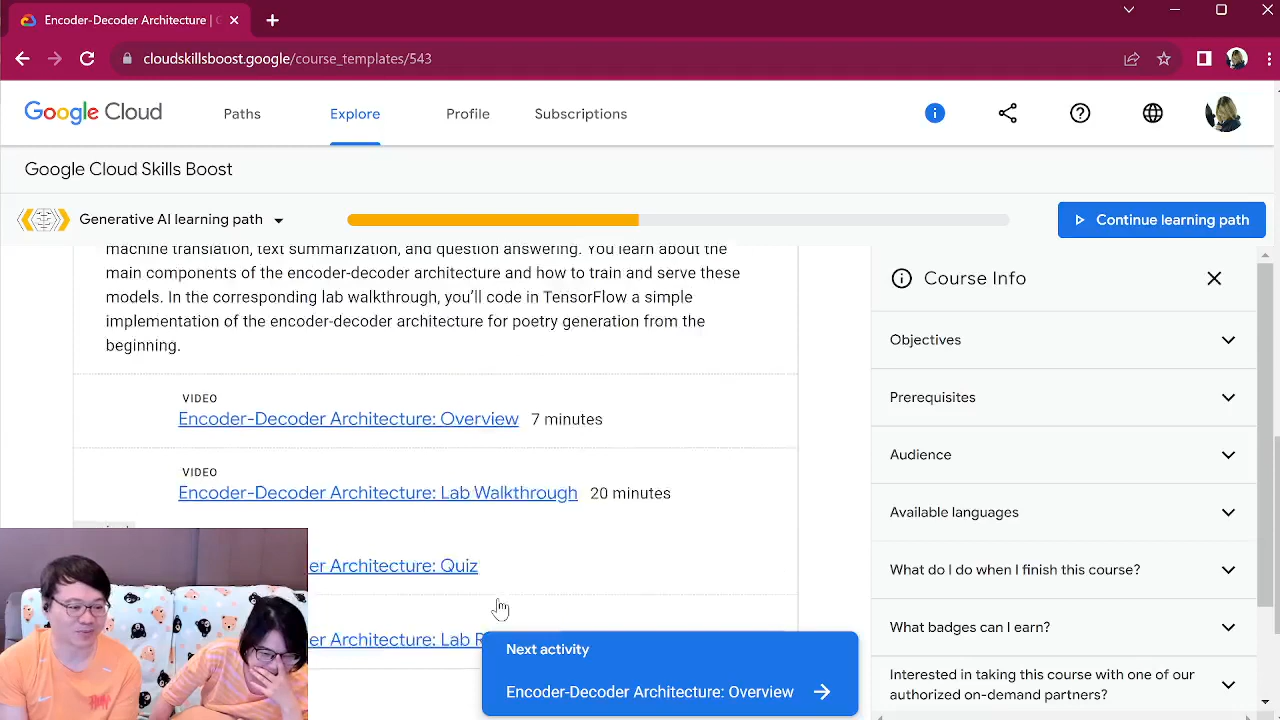 Encoder-Decoder Architecture |
cloudskillsboost.google/course_templates/543
Google Cloud
Paths
Explore
Profile
Subscriptions
Google Cloud Skills Boost
Generative AI learning path
Continue learning path
machine translation, text summarization, and question answering. You learn about the
main components of the encoder-decoder architecture and how to train and serve these
models. In the corresponding lab walkthrough, you’ll code in TensorFlow a simple
implementation of the encoder-decoder architecture for poetry generation from the
beginning.
VIDEO
Encoder-Decoder Architecture: Overview 7 minutes
VIDEO
Encoder-Decoder Architecture: Lab Walkthrough 20 minutes
er Architecture: Quiz
er Architecture: Lab
Next activity
Encoder-Decoder Architecture: Overview
Course Info
Objectives
Prerequisites
Audience
Available languages
What do I do when I finish this course?
What badges can I earn?
Interested in taking this course with one of our
authorized on-demand partners?